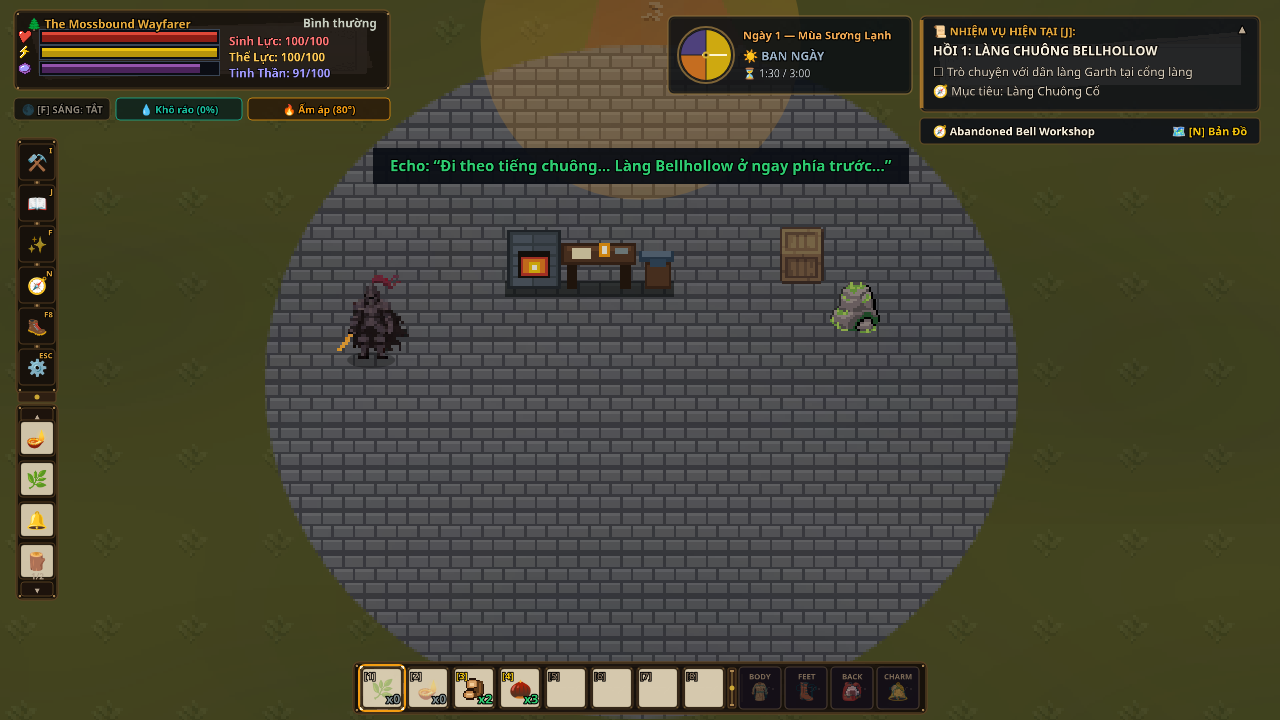 The Mossbound Wayfarer
Bình thường
Sinh Lực: 100/100
Thể Lực: 100/100
Tinh Thần: 91/100
[F] SÁNG: TẮT
Khô ráo (0%)
Ấm áp (80°)
Ngày 1 — Mùa Sương Lạnh
BAN NGÀY
1:30 / 3:00
NHIỆM VỤ HIỆN TẠI [J]:
HỒI 1: LÀNG CHUÔNG BELLHOLLOW
Trò chuyện với dân làng Garth tại cổng làng
Mục tiêu: Làng Chuông Cổ
Abandoned Bell Workshop
[N] Bản Đồ
Echo: “Đi theo tiếng chuông... Làng Bellhollow ở ngay phía trước...”
I
J
F
N
F8
ESC
[1]
x0
[2]
x0
[3]
x2
[4]
x3
[5]
[6]
[7]
[8]
BODY
FEET
BACK
CHARM